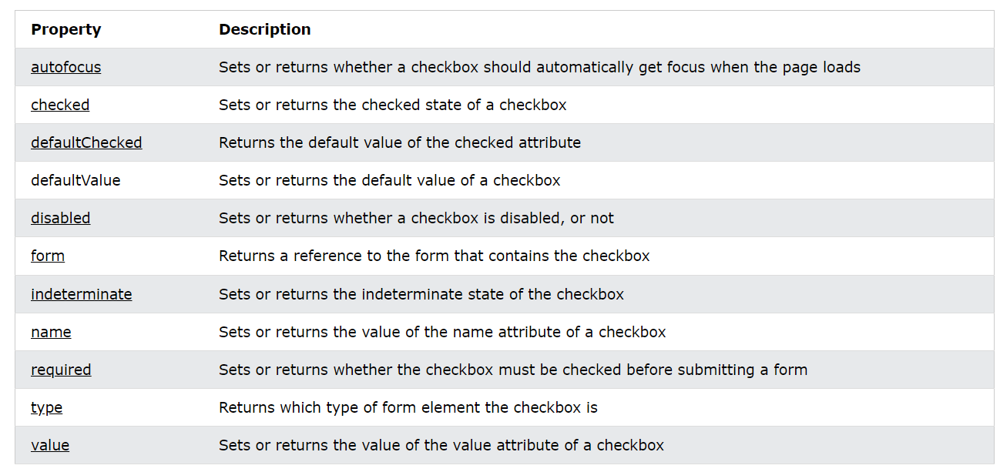 Property Description
autofocus Sets or returns whether a checkbox should automatically get focus when the page loads
checked Sets or returns the checked state of a checkbox
defaultChecked Returns the default value of the checked attribute
defaultValue Sets or returns the default value of a checkbox
disabled Sets or returns whether a checkbox is disabled, or not
form Returns a reference to the form that contains the checkbox
indeterminate Sets or returns the indeterminate state of the checkbox
name Sets or returns the value of the name attribute of a checkbox
required Sets or returns whether the checkbox must be checked before submitting a form
type Returns which type of form element the checkbox is
value Sets or returns the value of the value attribute of a checkbox